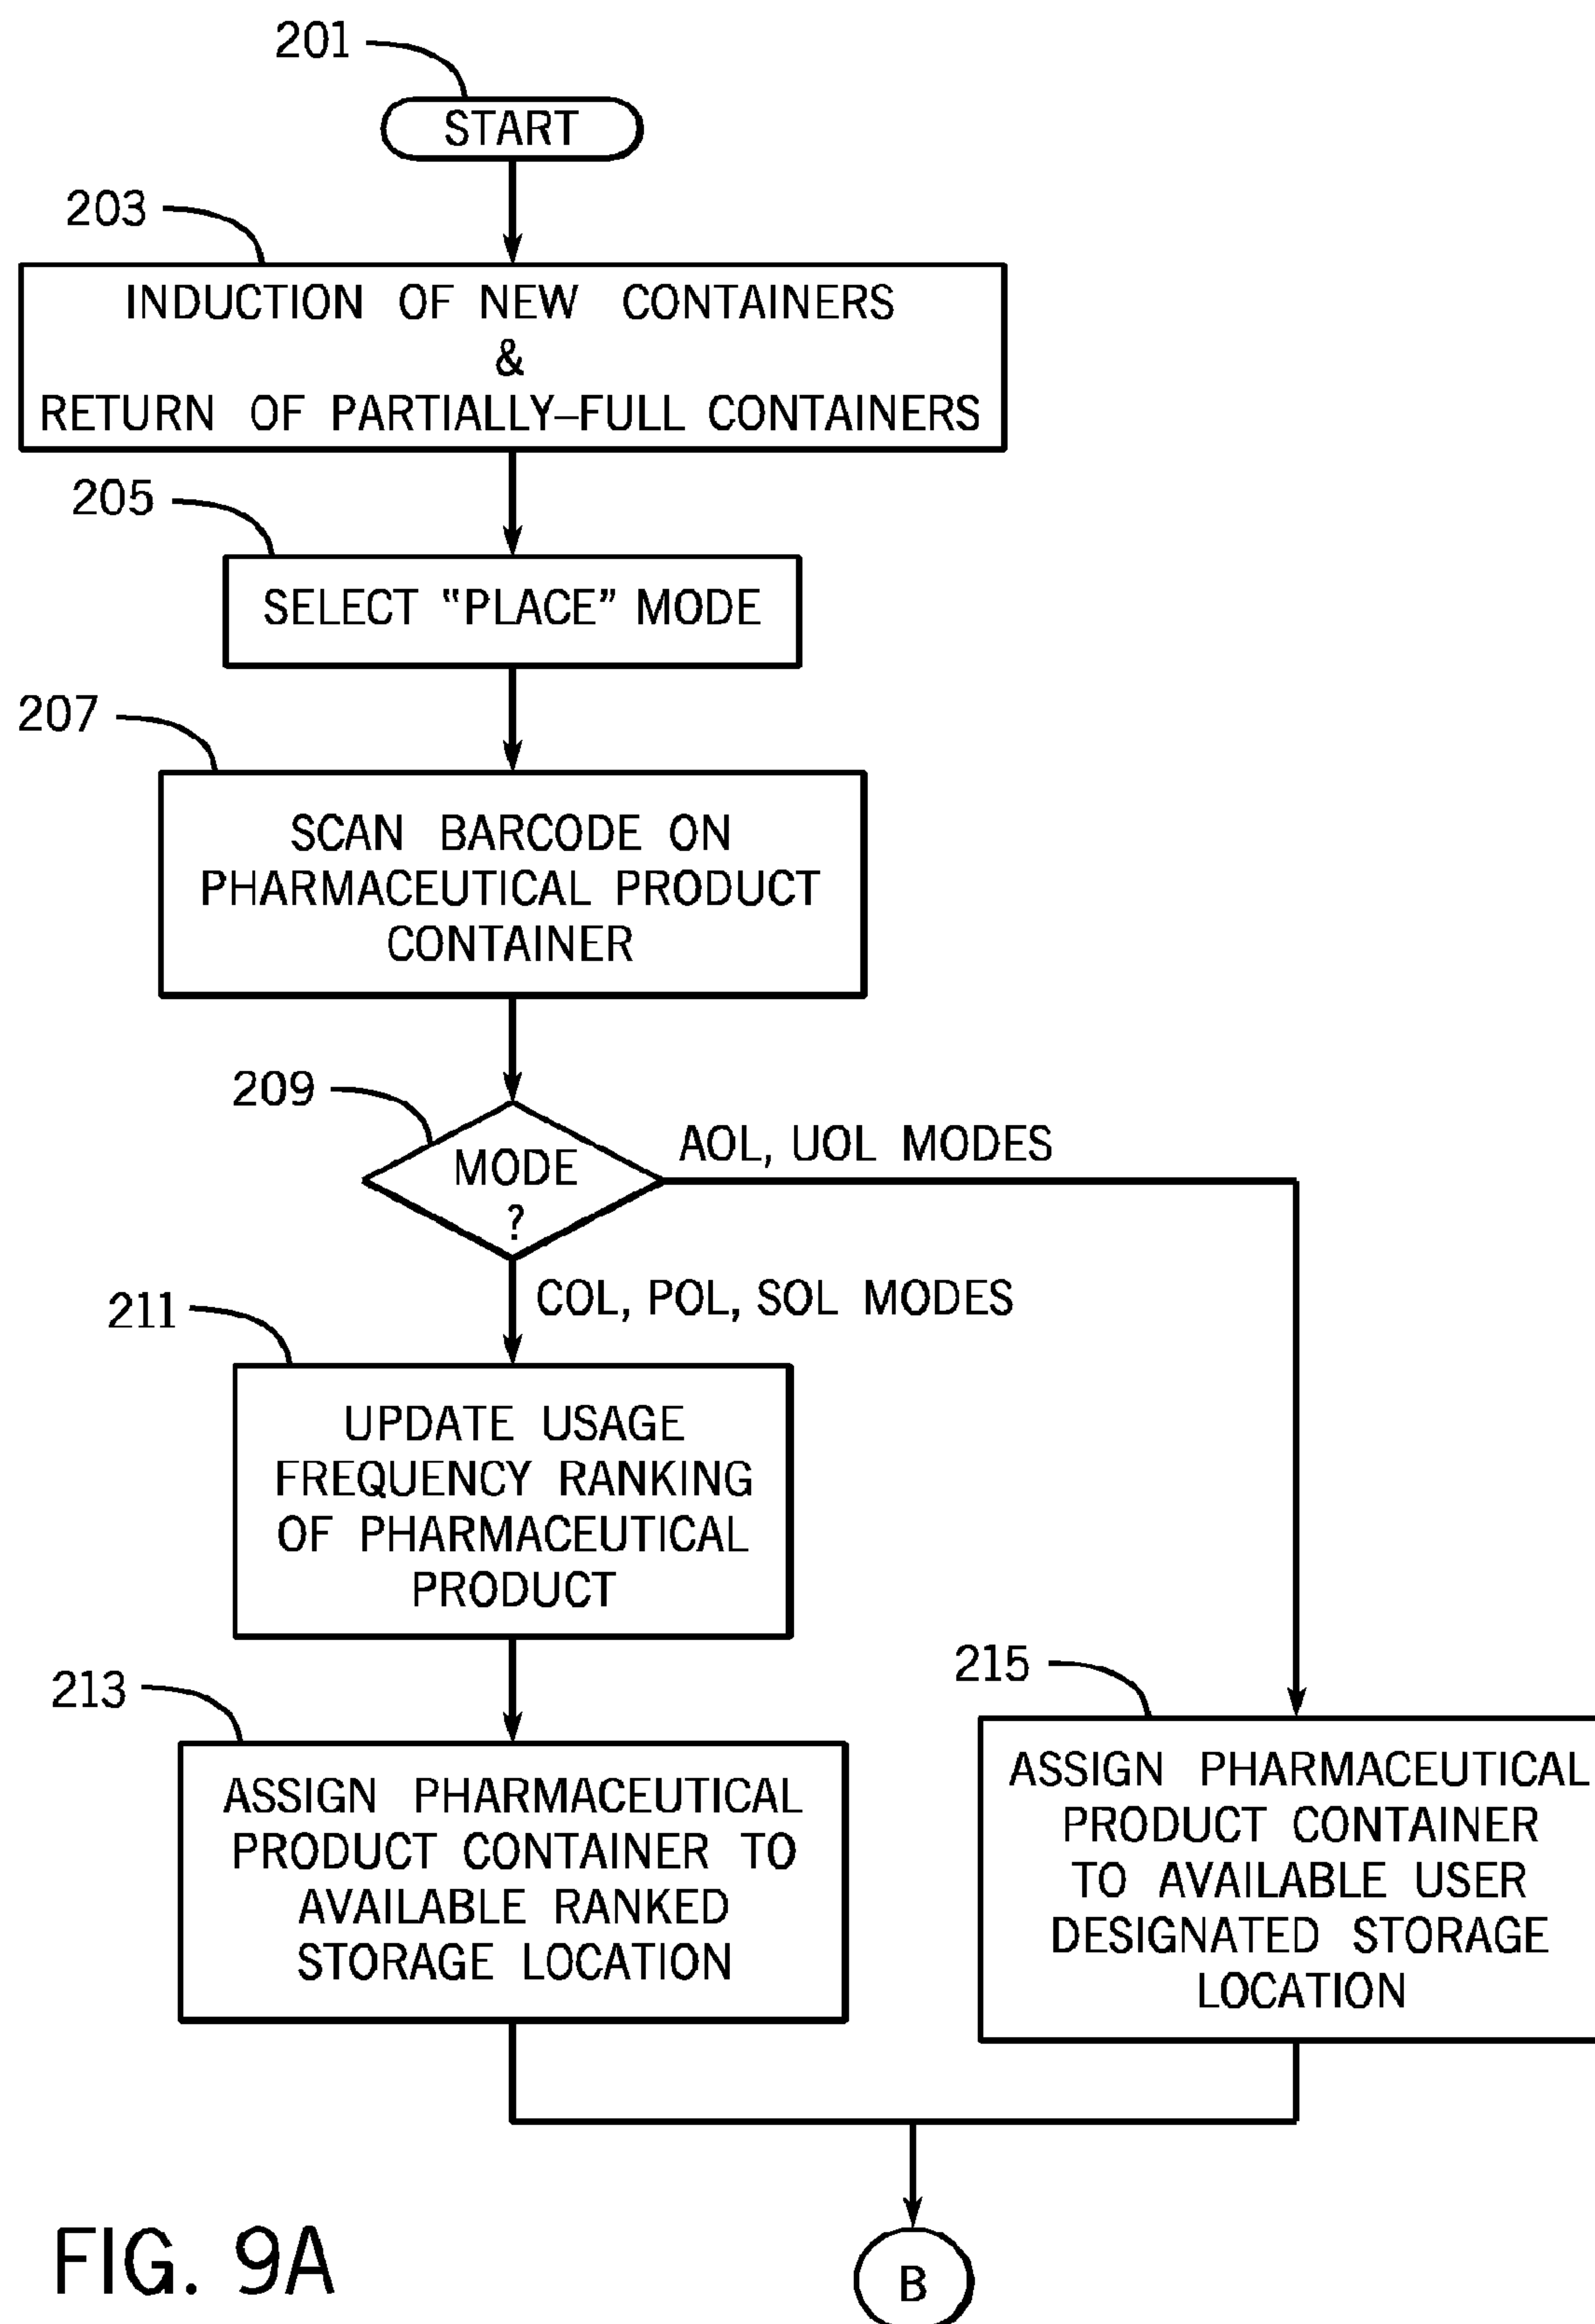 201
START
203
INDUCTION OF NEW CONTAINERS
&
RETURN OF PARTIALLY–FULL CONTAINERS
205
SELECT “PLACE” MODE
207
SCAN BARCODE ON
PHARMACEUTICAL PRODUCT
CONTAINER
209
MODE
?
AOL, UOL MODES
COL, POL, SOL MODES
211
UPDATE USAGE
FREQUENCY RANKING
OF PHARMACEUTICAL
PRODUCT
213
ASSIGN PHARMACEUTICAL
PRODUCT CONTAINER TO
AVAILABLE RANKED
STORAGE LOCATION
215
ASSIGN PHARMACEUTICAL
PRODUCT CONTAINER
TO AVAILABLE USER
DESIGNATED STORAGE
LOCATION
B
FIG. 9A